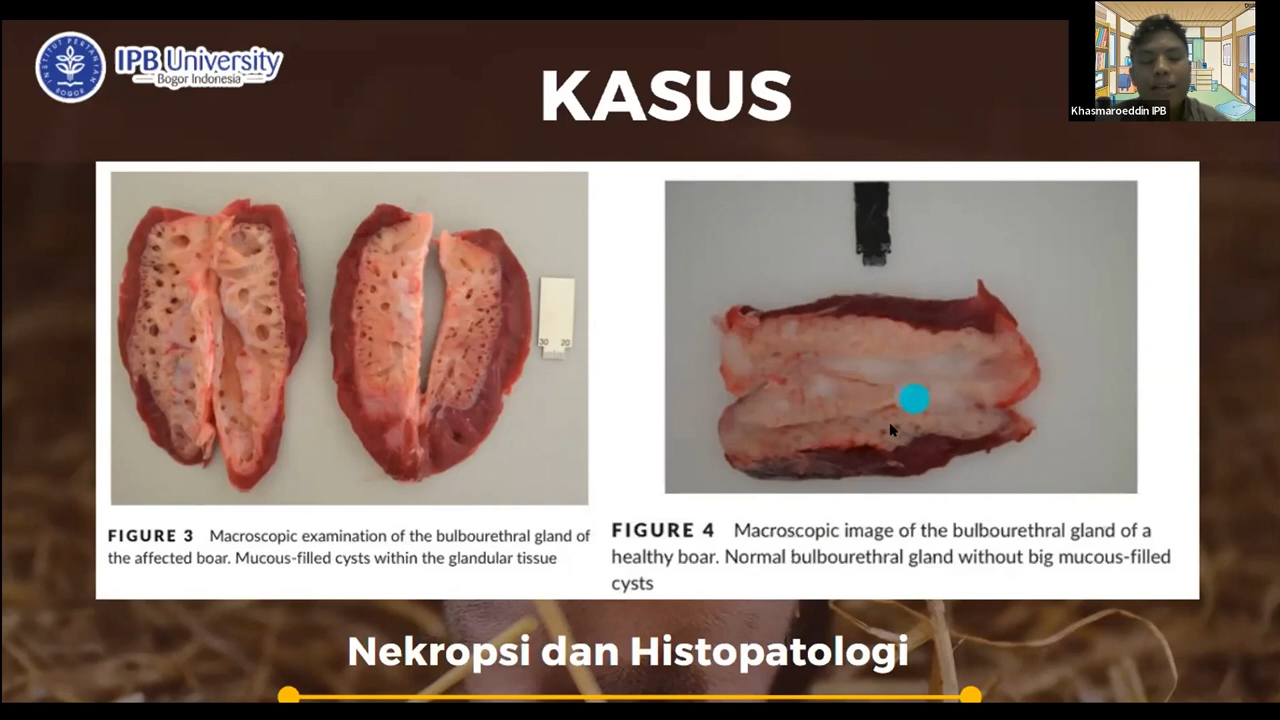 IPB University
Bogor Indonesia
KASUS
Khasmaroeddin IPB
30 20
FIGURE 3 Macroscopic examination of the bulbourethral gland of
the affected boar. Mucous-filled cysts within the glandular tissue
FIGURE 4 Macroscopic image of the bulbourethral gland of a
healthy boar. Normal bulbourethral gland without big mucous-filled
cysts
Nekropsi dan Histopatologi